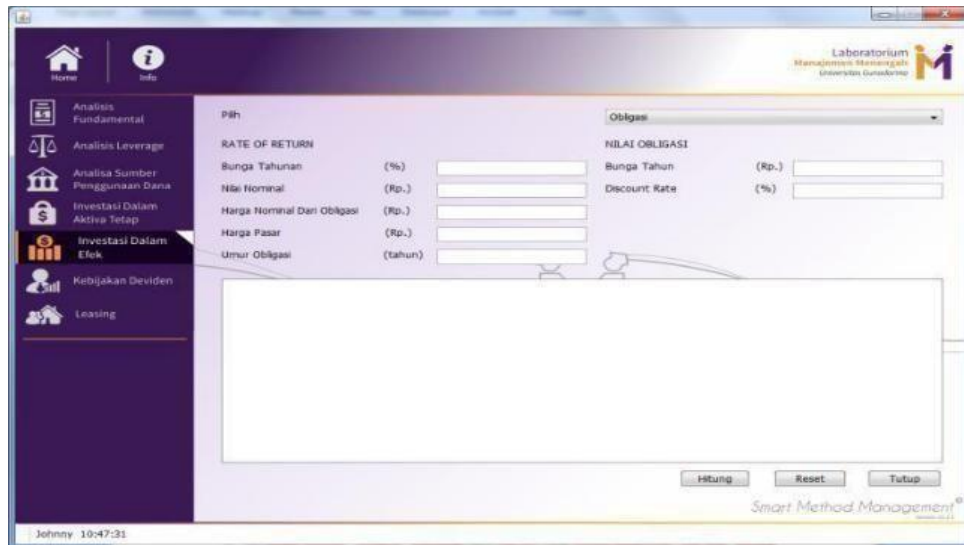 Home
Info
Laboratorium
Manajemen Menengah
Universitas Gunadarma
Analisis
Fundamental
Analisis Leverage
Analisa Sumber
Penggunaan Dana
Investasi Dalam
Aktiva Tetap
Investasi Dalam
Efek
Kebijakan Deviden
Leasing
Pilih
Obligasi
RATE OF RETURN
NILAI OBLIGASI
Bunga Tahunan (%)
Bunga Tahun (Rp.)
Nilai Nominal (Rp.)
Discount Rate (%)
Harga Nominal Dari Obligasi (Rp.)
Harga Pasar (Rp.)
Umur Obligasi (tahun)
Hitung
Reset
Tutup
Smart Method Management®
Johnny 10:47:31